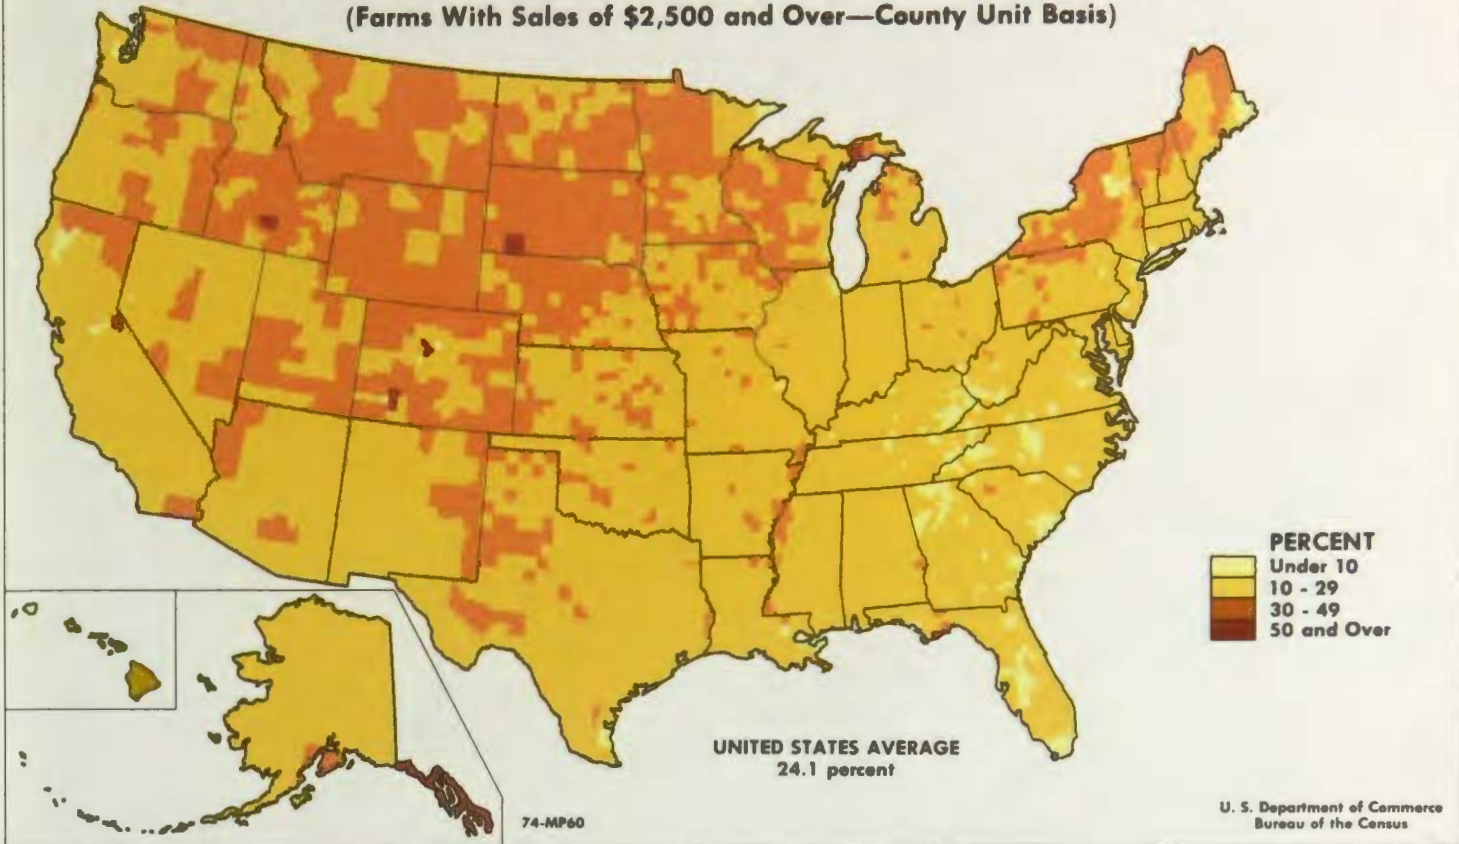 (Farms With Sales of $2,500 and Over—County Unit Basis)
PERCENT
Under 10
10 - 29
30 - 49
50 and Over
UNITED STATES AVERAGE
24.1 percent
74-MP60
U. S. Department of Commerce
Bureau of the Census